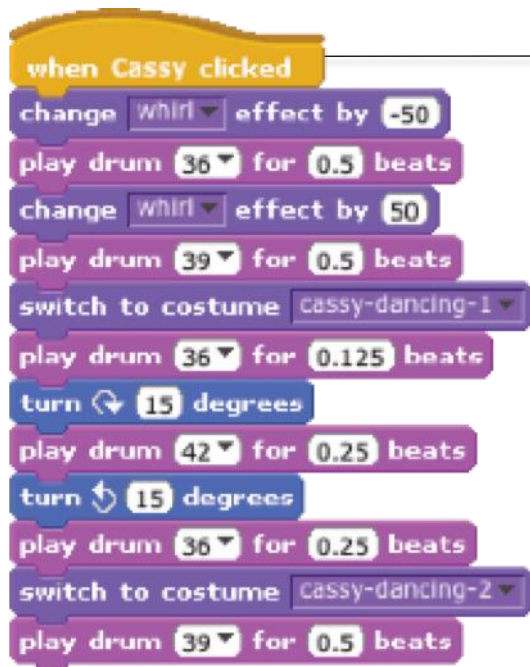 when Cassy clicked
change whirl effect by -50
play drum 36 for 0.5 beats
change whirl effect by 50
play drum 39 for 0.5 beats
switch to costume cassy-dancing-1
play drum 36 for 0.125 beats
turn 15 degrees
play drum 42 for 0.25 beats
turn 15 degrees
play drum 36 for 0.25 beats
switch to costume cassy-dancing-2
play drum 39 for 0.5 beats